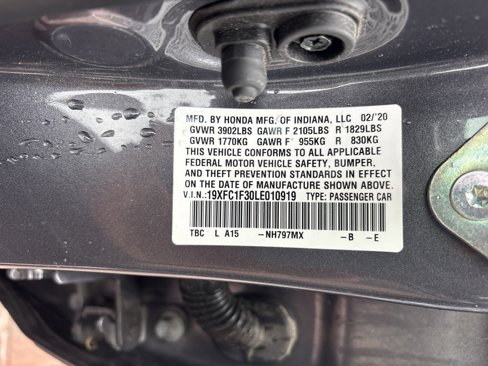 MFD. BY HONDA MFG. OF INDIANA, LLC 02/'20
GVWR 3902LBS GAWR F 2105LBS R 1829LBS
GVWR 1770KG GAWR F 955KG R 830KG
THIS VEHICLE CONFORMS TO ALL APPLICABLE
FEDERAL MOTOR VEHICLE SAFETY, BUMPER,
AND THEFT PREVENTION STANDARDS IN EFFECT
ON THE DATE OF MANUFACTURE SHOWN ABOVE.
V.I.N.:19XFC1F30LE010919 TYPE: PASSENGER CAR
TBC L A15 -NH797MX -B -E